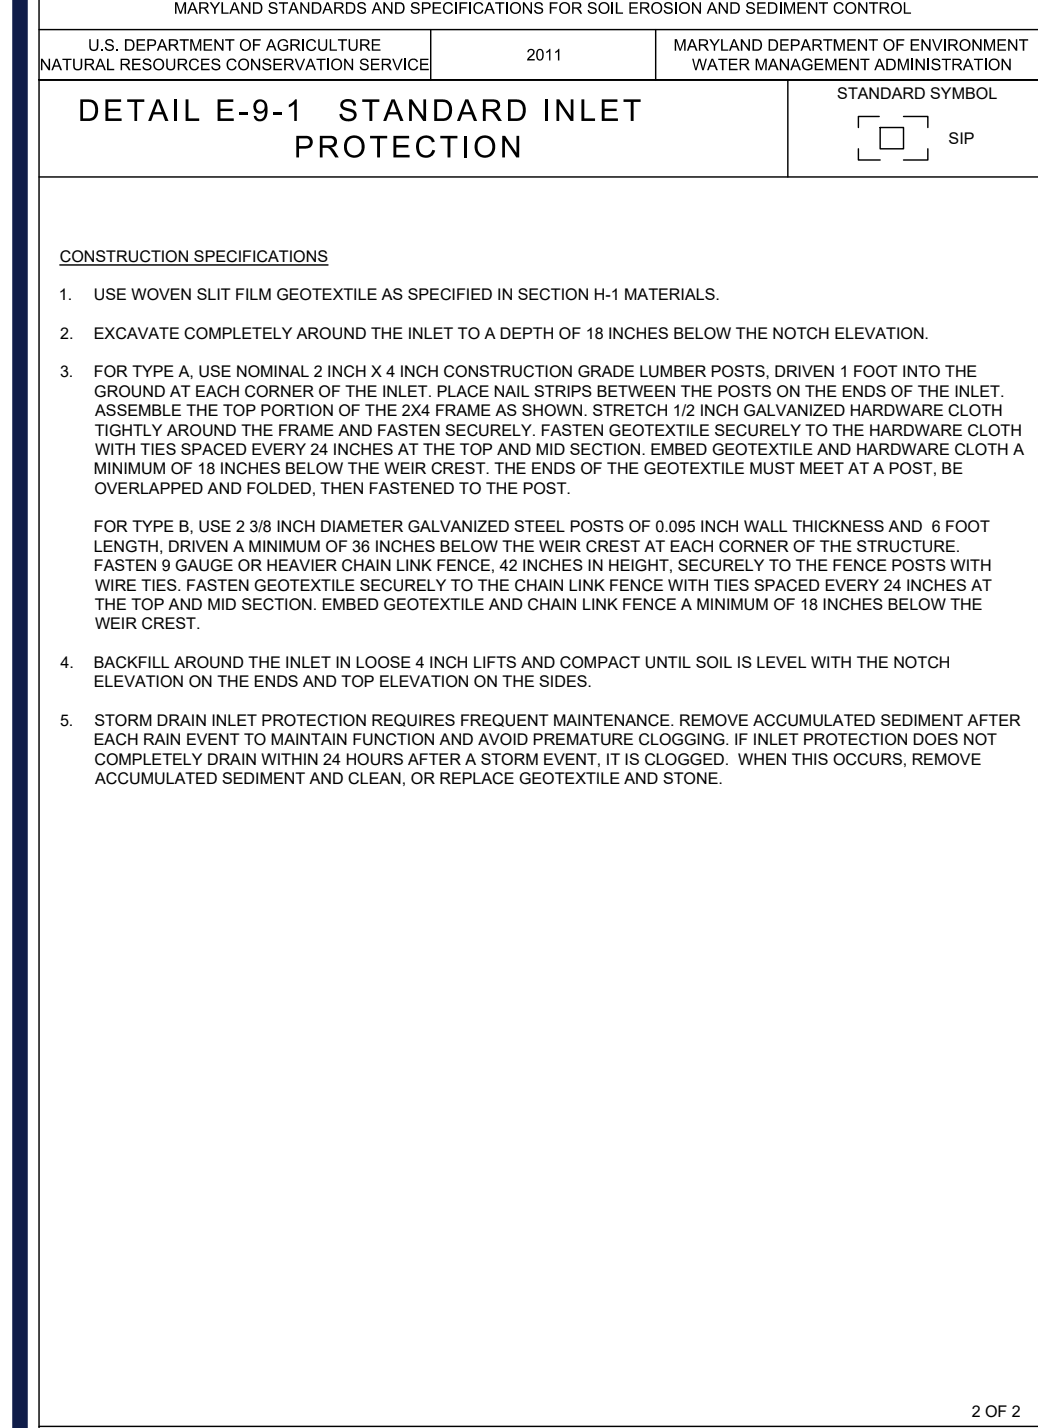 MARYLAND STANDARDS AND SPECIFICATIONS FOR SOIL EROSION AND SEDIMENT CONTROL
U.S. DEPARTMENT OF AGRICULTURE
NATURAL RESOURCES CONSERVATION SERVICE
2011
MARYLAND DEPARTMENT OF ENVIRONMENT
WATER MANAGEMENT ADMINISTRATION
DETAIL E-9-1 STANDARD INLET
PROTECTION
STANDARD SYMBOL
SIP
CONSTRUCTION SPECIFICATIONS
1. USE WOVEN SLIT FILM GEOTEXTILE AS SPECIFIED IN SECTION H-1 MATERIALS.
2. EXCAVATE COMPLETELY AROUND THE INLET TO A DEPTH OF 18 INCHES BELOW THE NOTCH ELEVATION.
3. FOR TYPE A, USE NOMINAL 2 INCH X 4 INCH CONSTRUCTION GRADE LUMBER POSTS, DRIVEN 1 FOOT INTO THE
GROUND AT EACH CORNER OF THE INLET. PLACE NAIL STRIPS BETWEEN THE POSTS ON THE ENDS OF THE INLET.
ASSEMBLE THE TOP PORTION OF THE 2X4 FRAME AS SHOWN. STRETCH 1/2 INCH GALVANIZED HARDWARE CLOTH
TIGHTLY AROUND THE FRAME AND FASTEN SECURELY. FASTEN GEOTEXTILE SECURELY TO THE HARDWARE CLOTH
WITH TIES SPACED EVERY 24 INCHES AT THE TOP AND MID SECTION. EMBED GEOTEXTILE AND HARDWARE CLOTH A
MINIMUM OF 18 INCHES BELOW THE WEIR CREST. THE ENDS OF THE GEOTEXTILE MUST MEET AT A POST, BE
OVERLAPPED AND FOLDED, THEN FASTENED TO THE POST.
FOR TYPE B, USE 2 3/8 INCH DIAMETER GALVANIZED STEEL POSTS OF 0.095 INCH WALL THICKNESS AND 6 FOOT
LENGTH, DRIVEN A MINIMUM OF 36 INCHES BELOW THE WEIR CREST AT EACH CORNER OF THE STRUCTURE.
FASTEN 9 GAUGE OR HEAVIER CHAIN LINK FENCE, 42 INCHES IN HEIGHT, SECURELY TO THE FENCE POSTS WITH
WIRE TIES. FASTEN GEOTEXTILE SECURELY TO THE CHAIN LINK FENCE WITH TIES SPACED EVERY 24 INCHES AT
THE TOP AND MID SECTION. EMBED GEOTEXTILE AND CHAIN LINK FENCE A MINIMUM OF 18 INCHES BELOW THE
WEIR CREST.
4. BACKFILL AROUND THE INLET IN LOOSE 4 INCH LIFTS AND COMPACT UNTIL SOIL IS LEVEL WITH THE NOTCH
ELEVATION ON THE ENDS AND TOP ELEVATION ON THE SIDES.
5. STORM DRAIN INLET PROTECTION REQUIRES FREQUENT MAINTENANCE. REMOVE ACCUMULATED SEDIMENT AFTER
EACH RAIN EVENT TO MAINTAIN FUNCTION AND AVOID PREMATURE CLOGGING. IF INLET PROTECTION DOES NOT
COMPLETELY DRAIN WITHIN 24 HOURS AFTER A STORM EVENT, IT IS CLOGGED. WHEN THIS OCCURS, REMOVE
ACCUMULATED SEDIMENT AND CLEAN, OR REPLACE GEOTEXTILE AND STONE.
2 OF 2